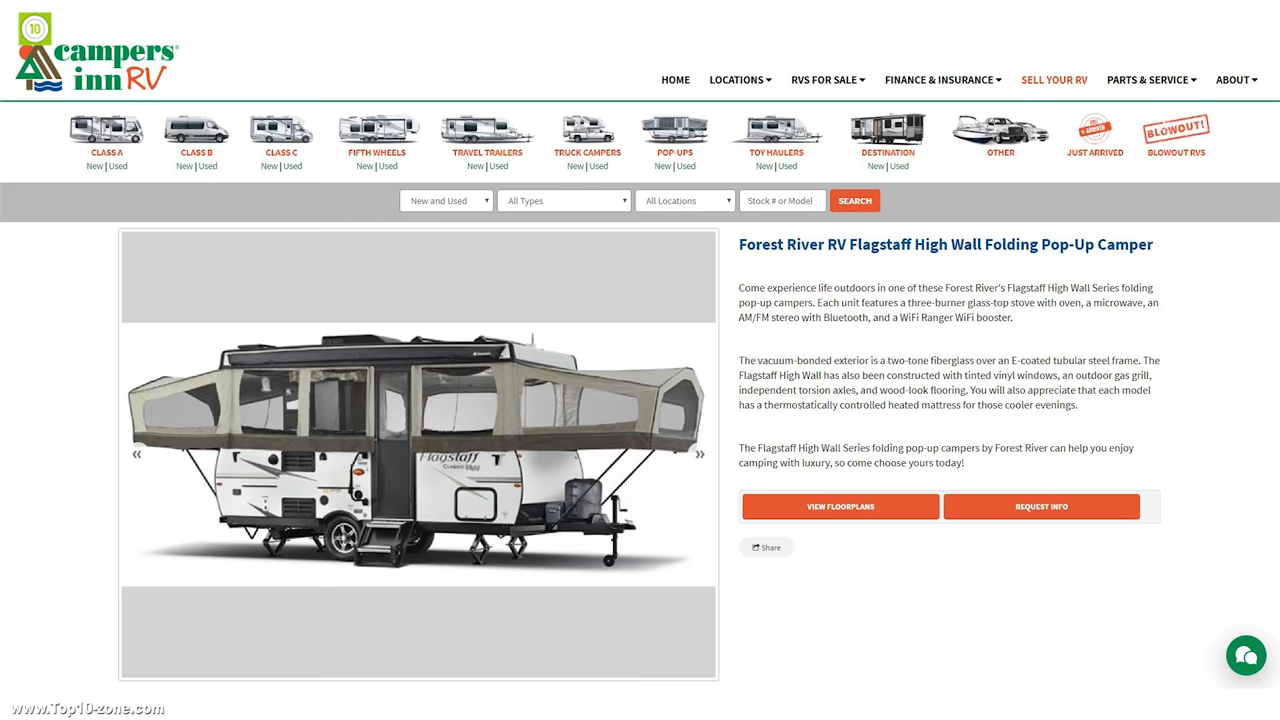 10
campers
inn RV
HOME LOCATIONS RVS FOR SALE FINANCE & INSURANCE SELL YOUR RV PARTS & SERVICE ABOUT
CLASS A CLASS B CLASS C FIFTH WHEELS TRAVEL TRAILERS TRUCK CAMPERS POP-UPS TOY HAULERS DESTINATION OTHER JUST ARRIVED BLOWOUT! BLOWOUT RVS
New | Used New | Used New | Used New | Used New | Used New | Used New | Used New | Used New | Used
New and Used All Types All Locations Stock # or Model SEARCH
Forest River RV Flagstaff High Wall Folding Pop-Up Camper
Come experience life outdoors in one of these Forest River's Flagstaff High Wall Series folding
pop-up campers. Each unit features a three-burner glass-top stove with oven, a microwave, an
AM/FM stereo with Bluetooth, and a WiFi Ranger WiFi booster.
The vacuum-bonded exterior is a two-tone fiberglass over an E-coated tubular steel frame. The
Flagstaff High Wall has also been constructed with tinted vinyl windows, an outdoor gas grill,
independent torsion axles, and wood-look flooring. You will also appreciate that each model
has a thermostatically controlled heated mattress for those cooler evenings.
The Flagstaff High Wall Series folding pop-up campers by Forest River can help you enjoy
camping with luxury, so come choose yours today!
« »
Flagstaff
CLASSIC
VIEW FLOORPLANS REQUEST INFO
Share
www.Top10-zone.com